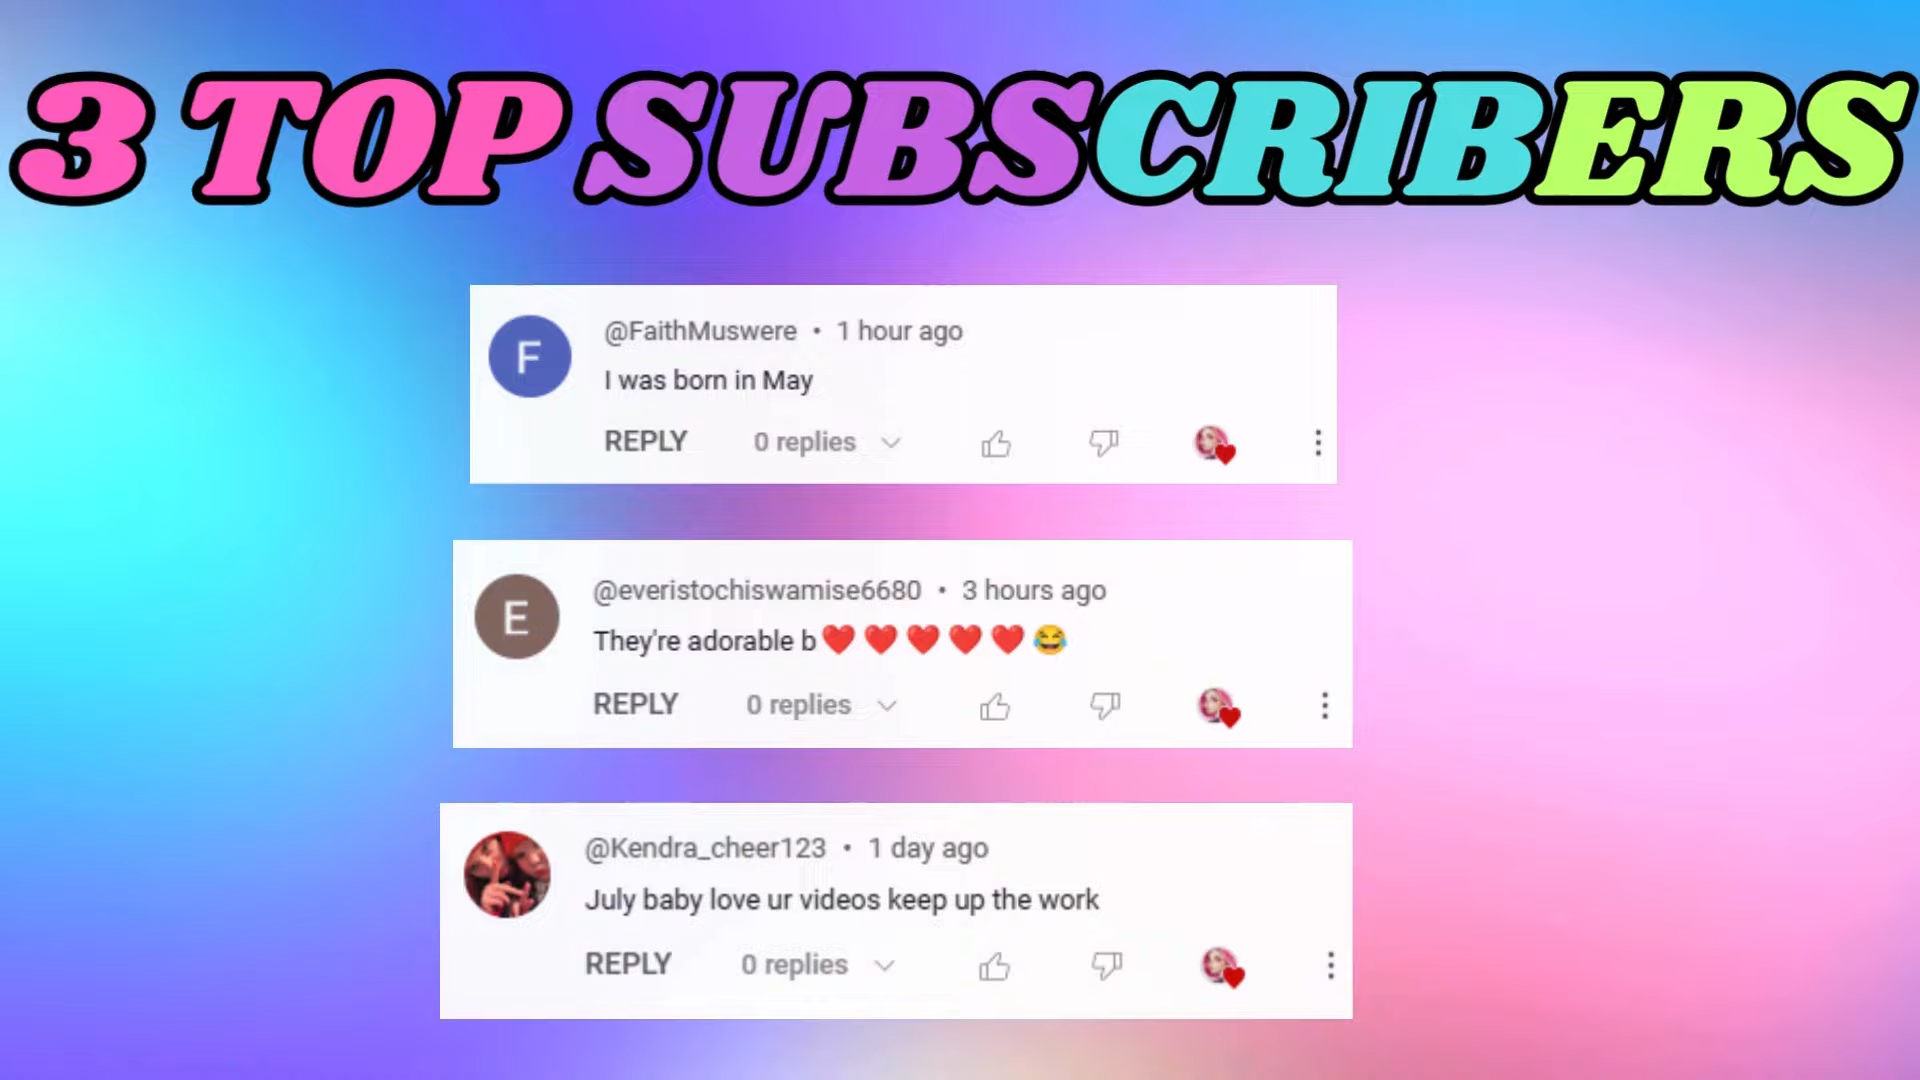 3 TOP SUBSCRIBERS
F
@FaithMuswere • 1 hour ago
I was born in May
REPLY 0 replies
E
@everistochiswamise6680 • 3 hours ago
They're adorable b❤️❤️❤️❤️❤️😂
REPLY 0 replies
@Kendra_cheer123 • 1 day ago
July baby love ur videos keep up the work
REPLY 0 replies